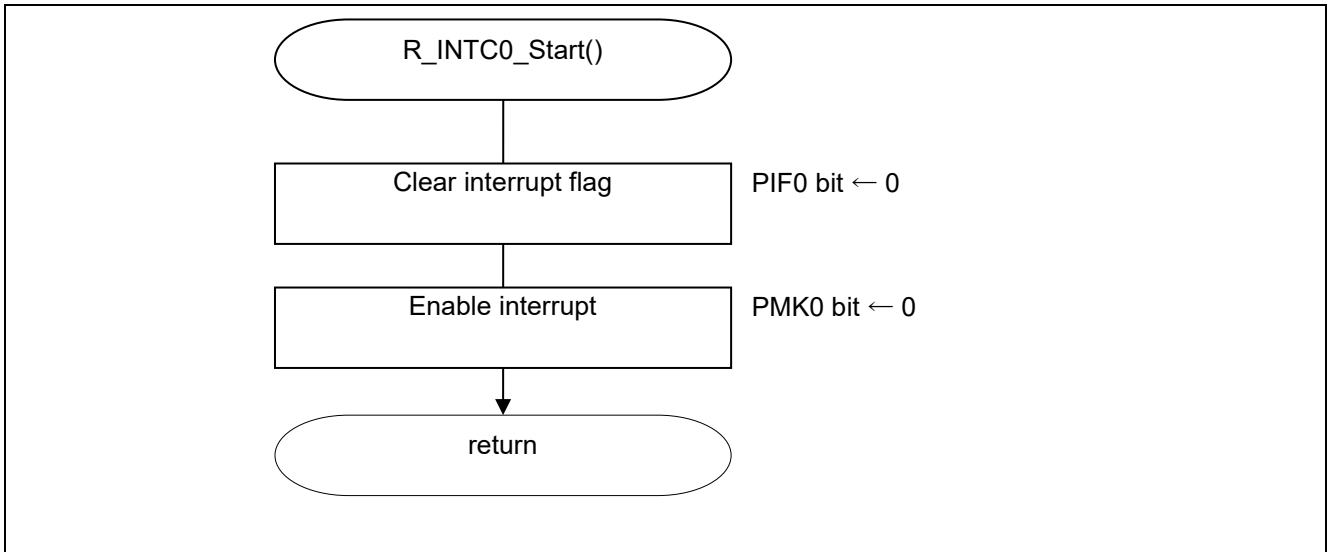 R_INTC0_Start()
Clear interrupt flag
PIF0 bit ← 0
Enable interrupt
PMK0 bit ← 0
return